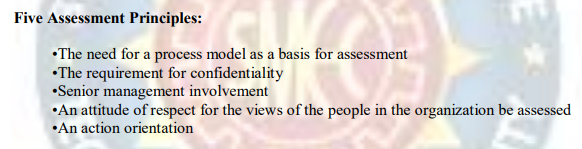 Five Assessment Principles:
•The need for a process model as a basis for assessment
•The requirement for confidentiality
•Senior management involvement
•An attitude of respect for the views of the people in the organization be assessed
•An action orientation